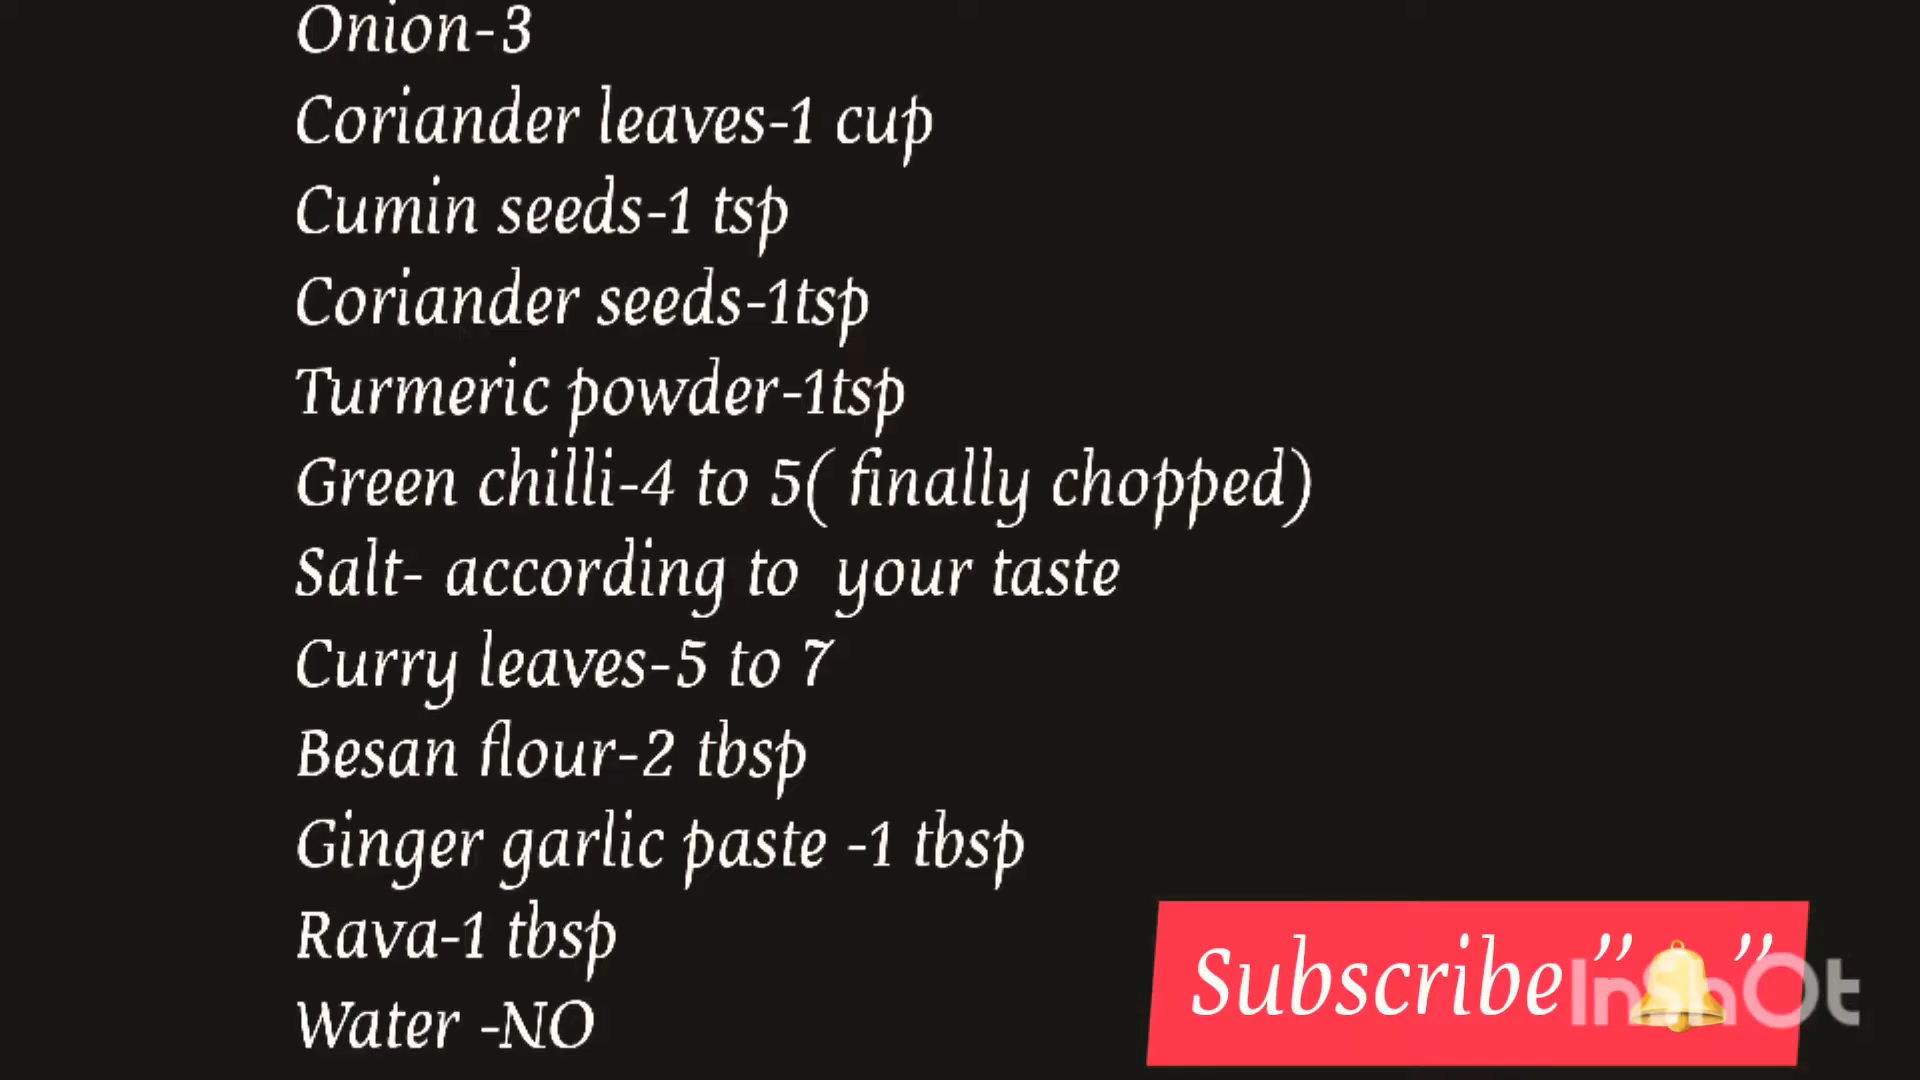 Onion-3
Coriander leaves-1 cup
Cumin seeds-1 tsp
Coriander seeds-1tsp
Turmeric powder-1tsp
Green chilli-4 to 5( finally chopped)
Salt- according to  your taste
Curry leaves-5 to 7
Besan flour-2 tbsp
Ginger garlic paste -1 tbsp
Rava-1 tbsp
Water -NO
Subscribe”🔔”
InShOt